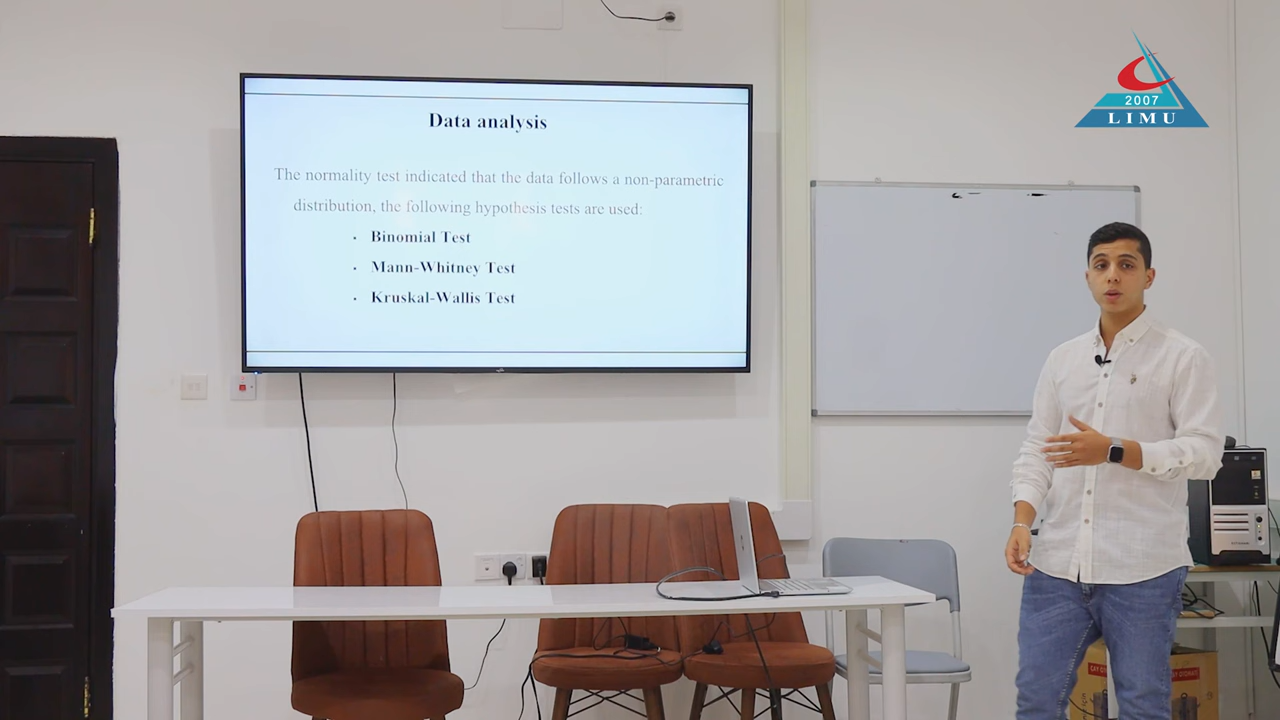 Data analysis
The normality test indicated that the data follows a non-parametric
distribution, the following hypothesis tests are used:
• Binomial Test
• Mann-Whitney Test
• Kruskal-Wallis Test
2007
LIMU